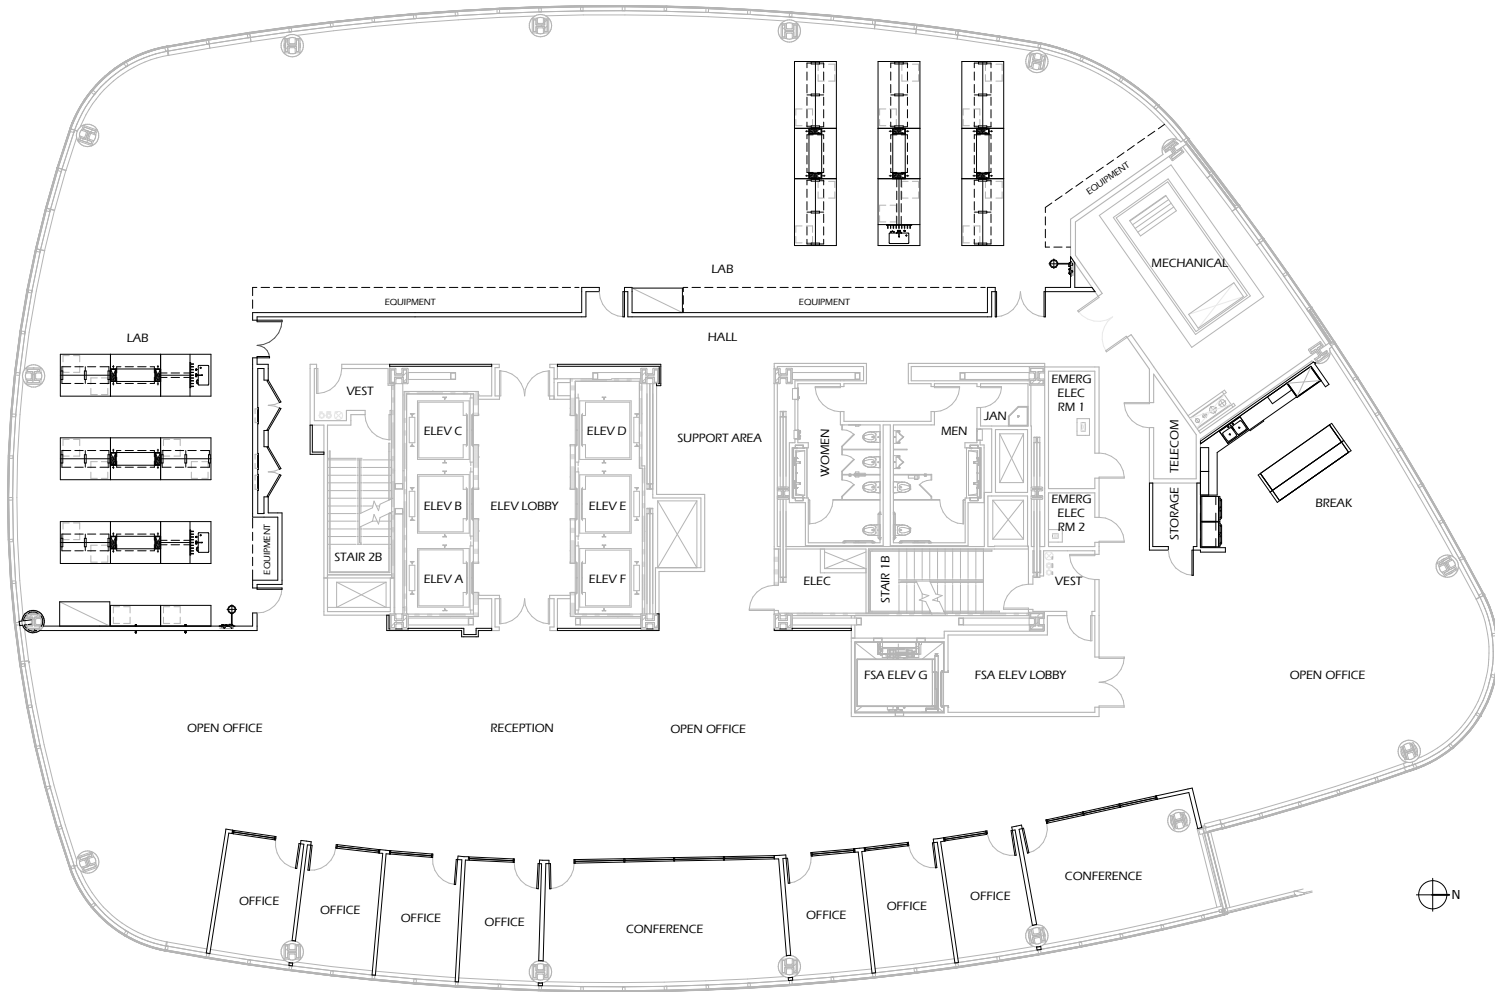 EQUIPMENT
MECHANICAL
LAB
EQUIPMENT
EQUIPMENT
LAB
HALL
VEST
EMERG
ELEC
RM 1
JAN
ELEV C
ELEV D
SUPPORT AREA
WOMEN
MEN
TELECOM
BREAK
ELEV B
ELEV LOBBY
ELEV E
EMERG
ELEC
RM 2
STORAGE
EQUIPMENT
STAIR 2B
ELEV A
ELEV F
ELEC
STAIR 1B
VEST
FSA ELEV G
FSA ELEV LOBBY
OPEN OFFICE
OPEN OFFICE
RECEPTION
OPEN OFFICE
OFFICE
OFFICE
OFFICE
OFFICE
CONFERENCE
OFFICE
OFFICE
OFFICE
CONFERENCE
N